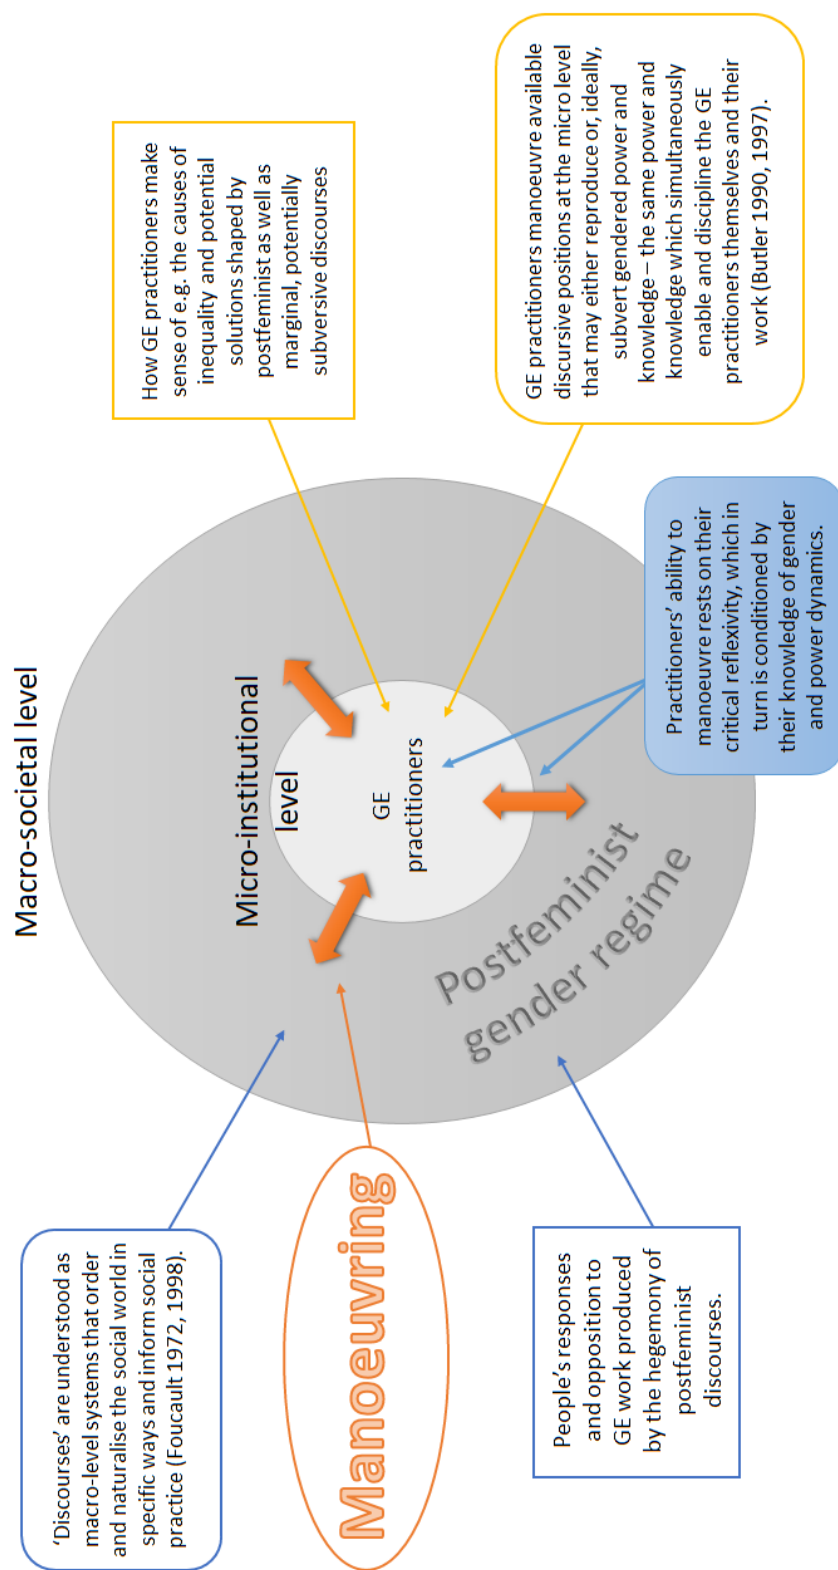 Macro-societal level
'Discourses' are understood as
macro-level systems that order
and naturalise the social world in
specific ways and inform social
practice (Foucault 1972, 1998).
Manoeuvring
People's responses
and opposition to
GE work produced
by the hegemony of
postfeminist
discourses.
Micro-institutional
level
GE
practitioners
Postfeminist
gender regime
How GE practitioners make
sense of e.g. the causes of
inequality and potential
solutions shaped by
postfeminist as well as
marginal, potentially
subversive discourses
GE practitioners manoeuvre available
discursive positions at the micro level
that may either reproduce or, ideally,
subvert gendered power and
knowledge – the same power and
knowledge which simultaneously
enable and discipline the GE
practitioners themselves and their
work (Butler 1990, 1997).
Practitioners' ability to
manoeuvre rests on their
critical reflexivity, which in
turn is conditioned by
their knowledge of gender
and power dynamics.